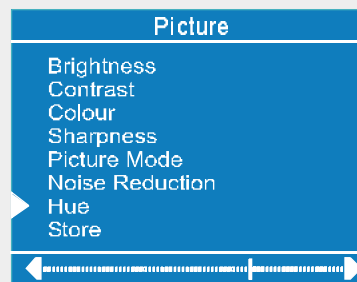 Picture
Brightness
Contrast
Colour
Sharpness
Picture Mode
Noise Reduction
Hue
Store